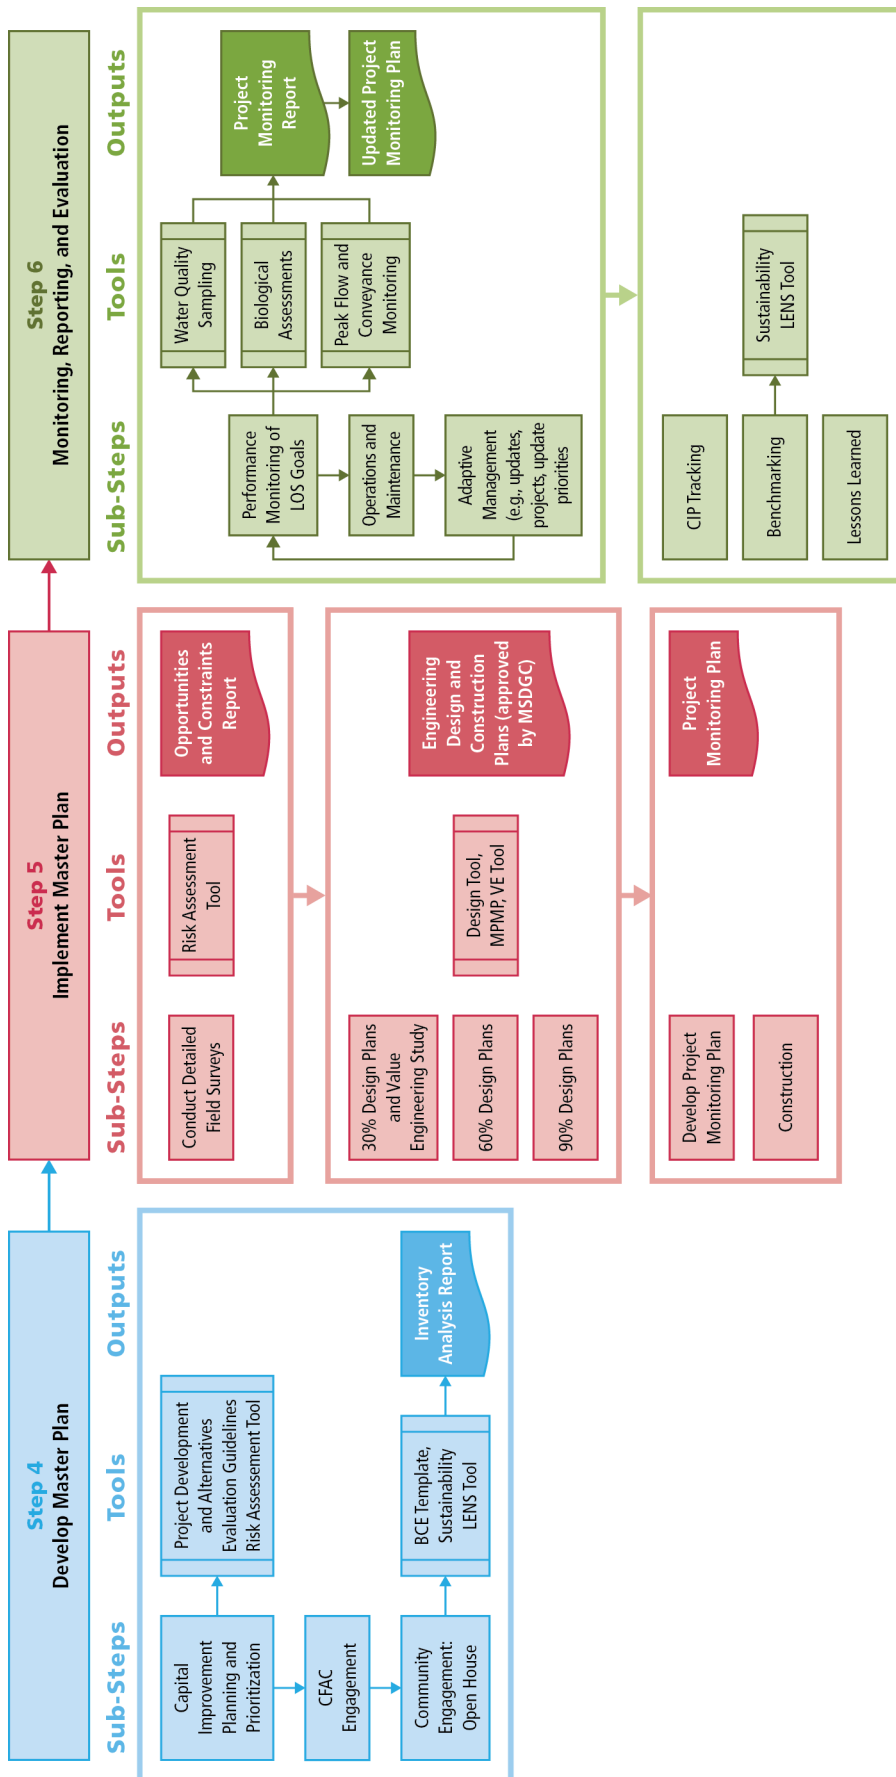 Step 4
Develop Master Plan
Sub-Steps
Tools
Outputs
Capital
Improvement
Planning and
Prioritization
Project Development
and Alternatives
Evaluation Guidelines
Risk Assessment Tool
CFAC
Engagement
Community
Engagement:
Open House
BCE Template,
Sustainability
LENS Tool
Inventory
Analysis Report
Step 5
Implement Master Plan
Sub-Steps
Tools
Outputs
Conduct Detailed
Field Surveys
Risk Assessment
Tool
Opportunities
and Constraints
Report
30% Design Plans
and Value
Engineering Study
60% Design Plans
90% Design Plans
Design Tool,
MPMP, VE Tool
Engineering
Design and
Construction
Plans (approved
by MSDGC)
Develop Project
Monitoring Plan
Construction
Project
Monitoring Plan
Step 6
Monitoring, Reporting, and Evaluation
Sub-Steps
Tools
Outputs
Performance
Monitoring of
LOS Goals
Operations and
Maintenance
Adaptive
Management
(e.g., updates,
projects, update
priorities
Water Quality
Sampling
Biological
Assessments
Peak Flow and
Conveyance
Monitoring
Project
Monitoring
Report
Updated Project
Monitoring Plan
CIP Tracking
Benchmarking
Lessons Learned
Sustainability
LENS Tool